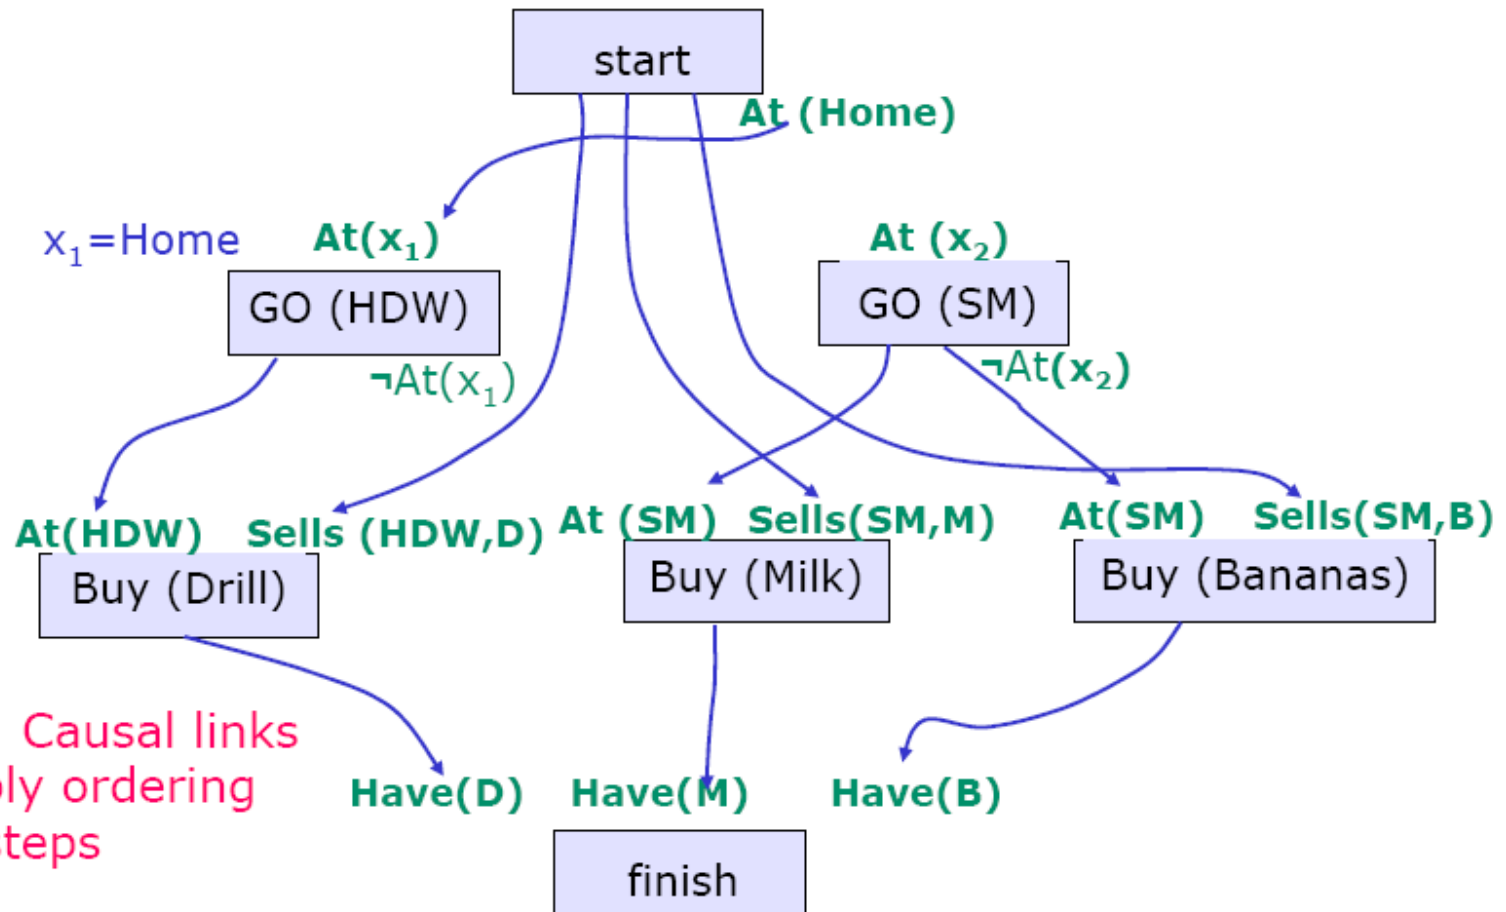 start
At (Home)
x₁=Home At(x₁) At (x₂)
GO (HDW) GO (SM)
¬At(x₁) ¬At(x₂)
At(HDW) Sells (HDW,D) At (SM) Sells(SM,M) At(SM) Sells(SM,B)
Buy (Drill) Buy (Milk) Buy (Bananas)
Causal links
ordering
Have(D) Have(M) Have(B)
steps
finish